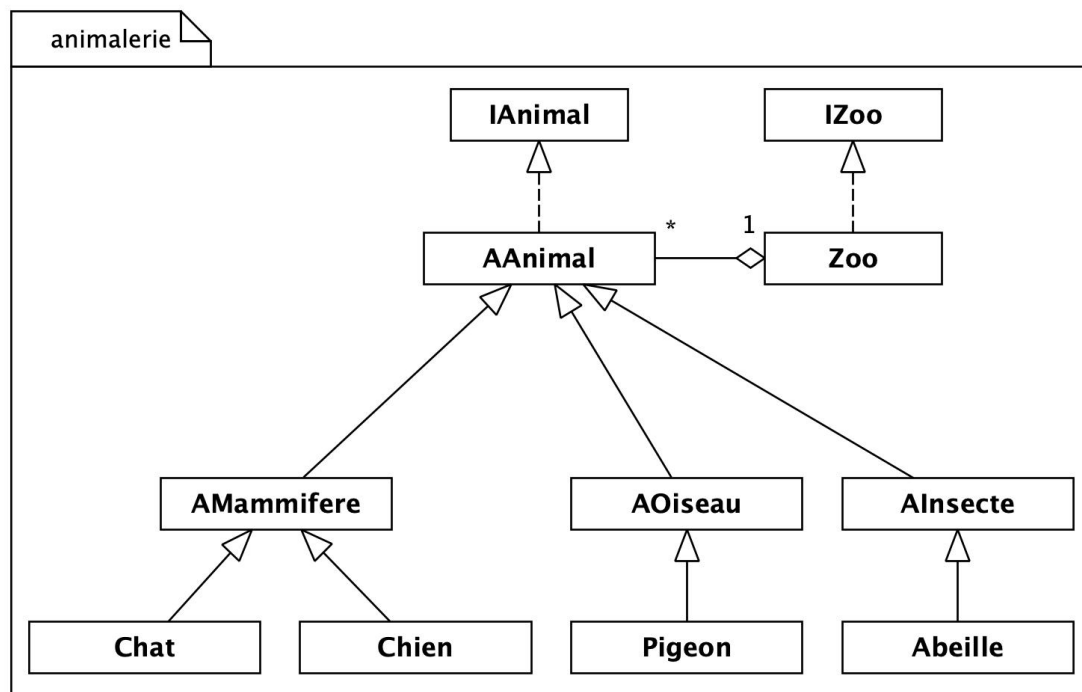 animalerie
IAnimal
IZoo
* 1
AAnimal
Zoo
AMammifere
AOiseau
AInsecte
Chat
Chien
Pigeon
Abeille